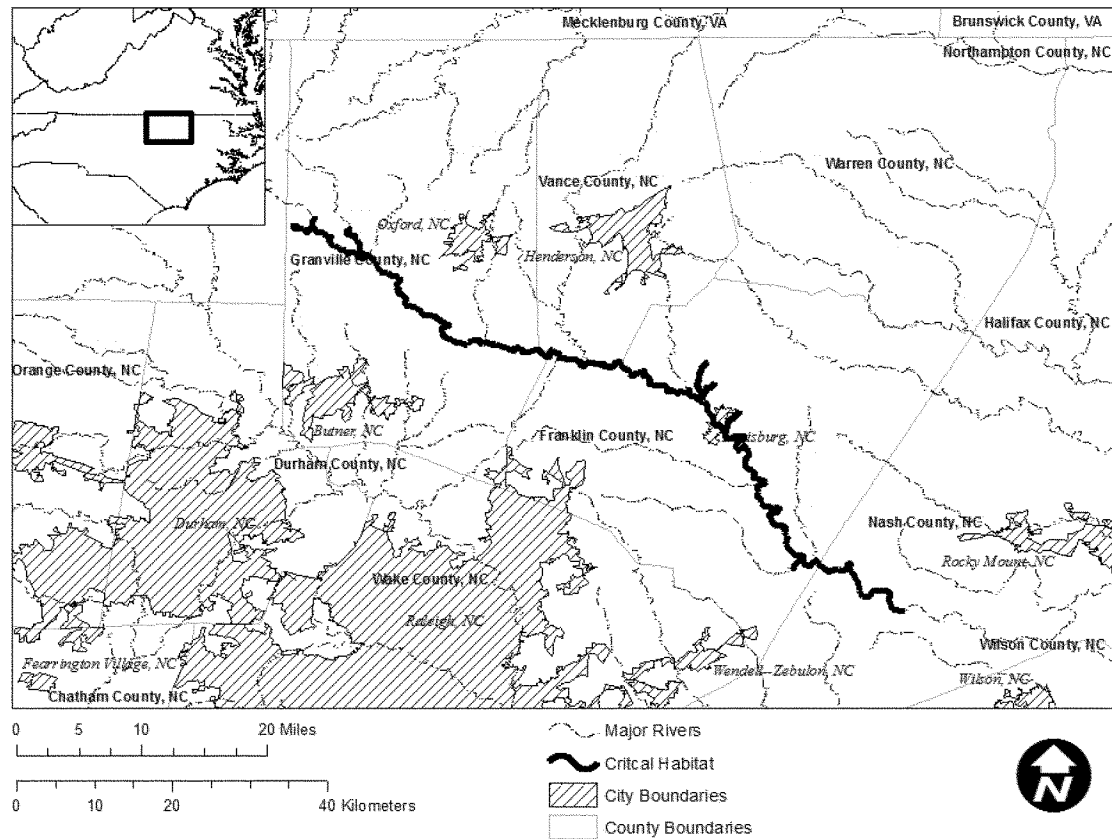 Mecklenburg County, VA
Brunswick County, VA
Northampton County, NC
Warren County, NC
Vance County, NC
Oxford, NC
Henderson, NC
Granville County, NC
Halifax County, NC
Orange County, NC
Butner, NC
Franklin County, NC
isburg, NC
Durham County, NC
Durham, NC
Nash County, NC
Rocky Mount, NC
Wake County, NC
Raleigh, NC
Wilson County, NC
Fearrington Village, NC
Wendell--Zebulon, NC
Wilson, NC
Chatham County, NC
0 5 10 20 Miles
0 10 20 40 Kilometers
Major Rivers
Critcal Habitat
City Boundaries
County Boundaries
N